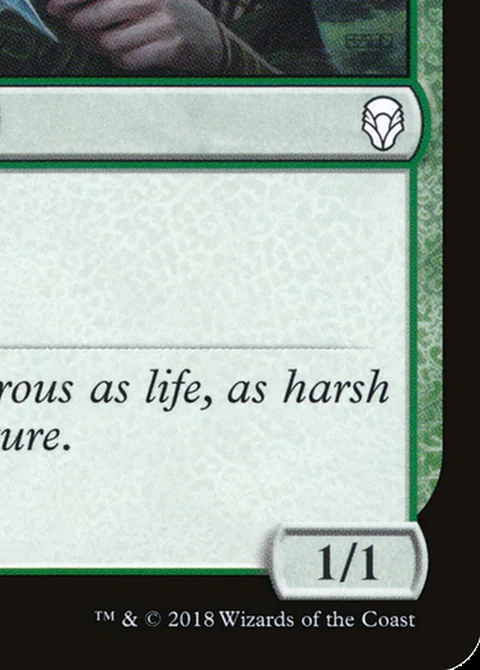 rous as life, as harsh
ure.
1/1
™ & © 2018 Wizards of the Coast